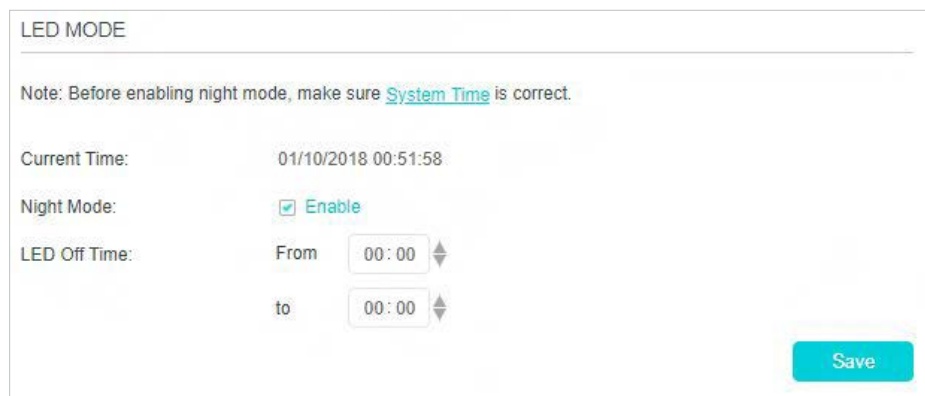 LED MODE
Note: Before enabling night mode, make sure System Time is correct.
Current Time: 01/10/2018 00:51:58
Night Mode: Enable
LED Off Time: From 00:00
to 00:00
Save